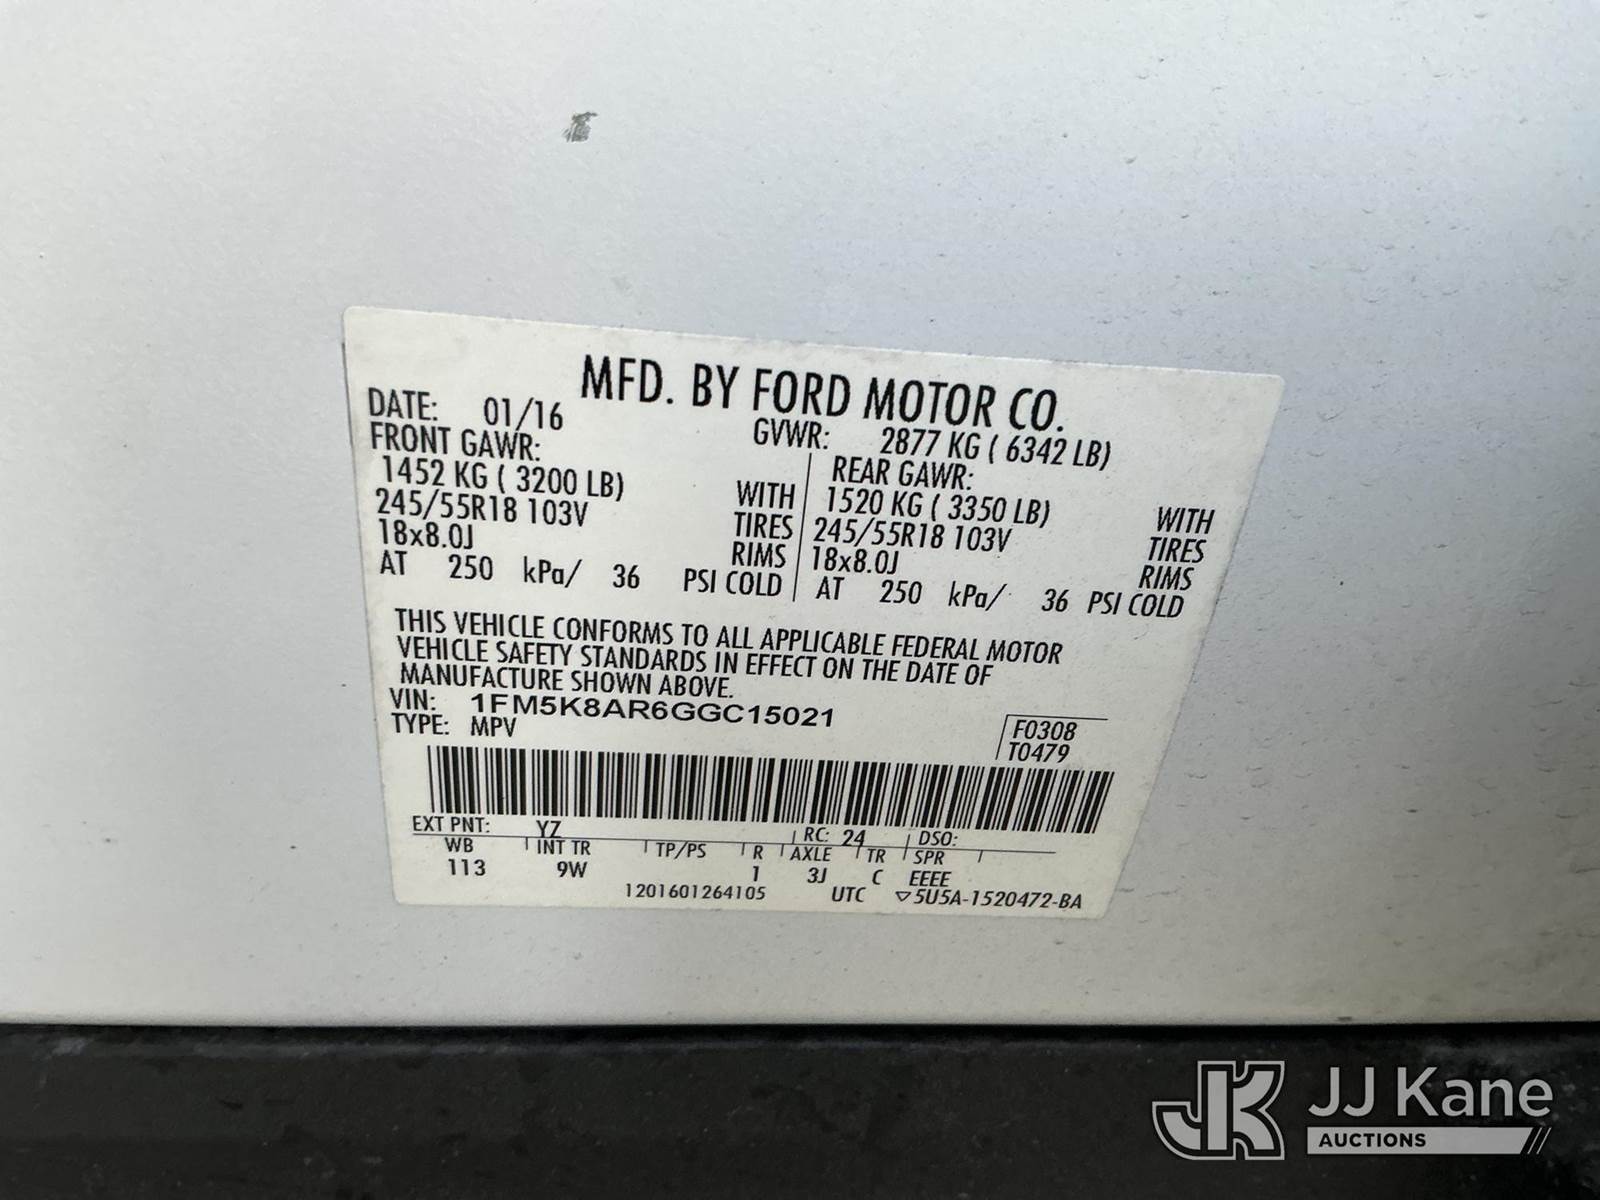 MFD. BY FORD MOTOR CO.
DATE: 01/16 GVWR: 2877 KG ( 6342 LB)
FRONT GAWR: REAR GAWR:
1452 KG ( 3200 LB) WITH 1520 KG ( 3350 LB) WITH
245/55R18 103V TIRES 245/55R18 103V TIRES
18x8.0J RIMS 18x8.0J RIMS
AT 250 kPa/ 36 PSI COLD AT 250 kPa/ 36 PSI COLD
THIS VEHICLE CONFORMS TO ALL APPLICABLE FEDERAL MOTOR
VEHICLE SAFETY STANDARDS IN EFFECT ON THE DATE OF
MANUFACTURE SHOWN ABOVE.
VIN: 1FM5K8AR6GGC15021 F0308
TYPE: MPV T0479
EXT PNT: YZ RC: 24 DSO:
WB INT TR TP/PS R AXLE TR SPR
113 9W 1 3J C EEEE
1201601264105 UTC ▽5U5A-1520472-BA
JK JJ Kane
AUCTIONS